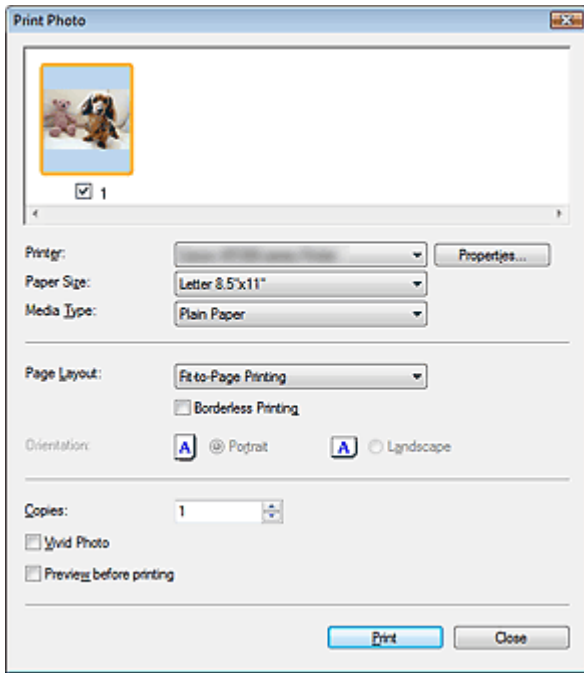 Print Photo
1
Printer:
Properties...
Paper Size: Letter 8.5"x11"
Media Type: Plain Paper
Page Layout: Fit-to-Page Printing
Borderless Printing
Orientation: A Portrait A Landscape
Copies: 1
Vivid Photo
Preview before printing
Print Close